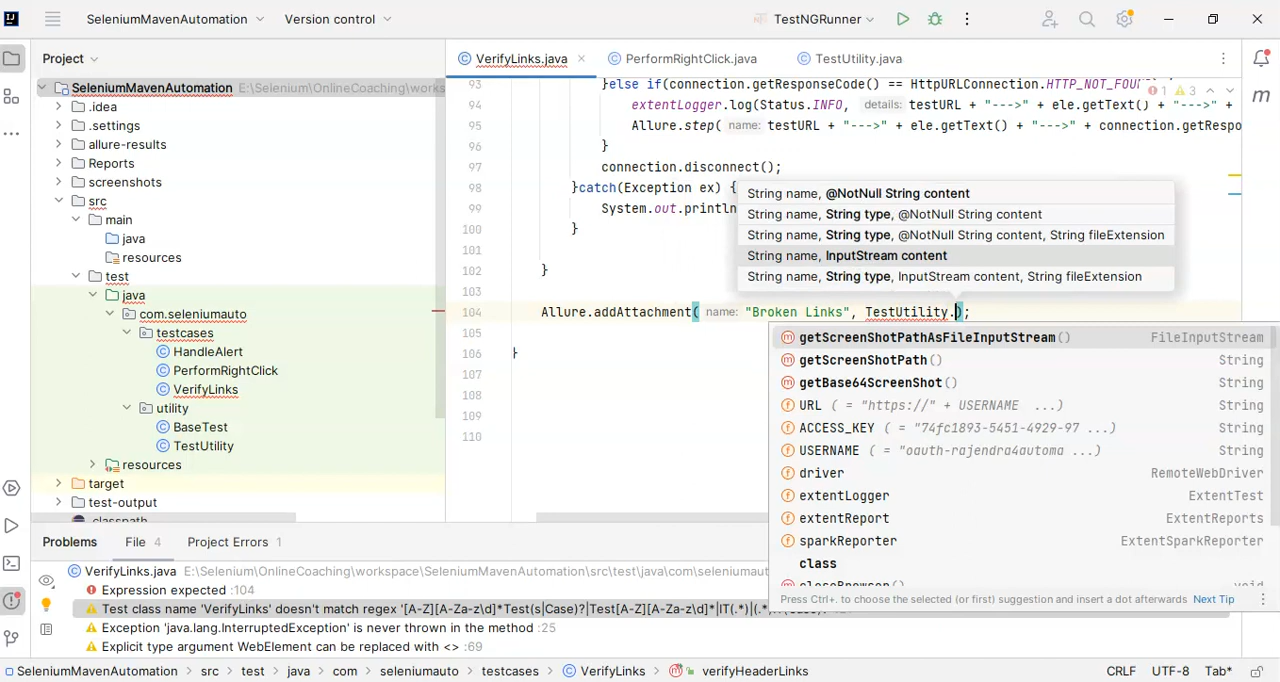 SeleniumMavenAutomation
Version control
TestNGRunner
Project
VerifyLinks.java
PerformRightClick.java
TestUtility.java
SeleniumMavenAutomation E:\Selenium\OnlineCoaching\works
.idea
.settings
allure-results
Reports
screenshots
src
main
java
resources
test
java
com.seleniumauto
testcases
HandleAlert
PerformRightClick
VerifyLinks
utility
BaseTest
TestUtility
resources
target
test-output
.classpath
93 }else if(connection.getResponseCode() == HttpURLConnection.HTTP_NOT_FOUND
1 3
94 extentLogger.log(Status.INFO, details: testURL + "--->" + ele.getText() + "--->" +
95 Allure.step( name: testURL + "--->" + ele.getText() + "--->" + connection.getRespo
96 }
97 connection.disconnect();
98 }catch(Exception ex) {
99 System.out.println
100 }
101
102 }
103
104 Allure.addAttachment( name: "Broken Links", TestUtility.);
105
106 }
107
108
109
110
String name, @NotNull String content
String name, String type, @NotNull String content
String name, String type, @NotNull String content, String fileExtension
String name, InputStream content
String name, String type, InputStream content, String fileExtension
getScreenShotPathAsFileInputStream() FileInputStream
getScreenShotPath() String
getBase64ScreenShot() String
URL ( = "https://" + USERNAME ...) String
ACCESS_KEY ( = "74fc1893-5451-4929-97 ...) String
USERNAME ( = "oauth-rajendra4automa ...) String
driver RemoteWebDriver
extentLogger ExtentTest
extentReport ExtentReports
sparkReporter ExtentSparkReporter
class
closeBrowser() void
Press Ctrl+. to choose the selected (or first) suggestion and insert a dot afterwards Next Tip
Problems File 4 Project Errors 1
VerifyLinks.java E:\Selenium\OnlineCoaching\workspace\SeleniumMavenAutomation\src\test\java\com\seleniumaut
Expression expected :104
Test class name 'VerifyLinks' doesn't match regex '[A-Z][A-Za-z\d]*Test(s|Case)?|Test[A-Z][A-Za-z\d]*|IT(.*)|(.*)
Exception 'java.lang.InterruptedException' is never thrown in the method :25
Explicit type argument WebElement can be replaced with <> :69
SeleniumMavenAutomation > src > test > java > com > seleniumauto > testcases > VerifyLinks > verifyHeaderLinks
CRLF UTF-8 Tab*